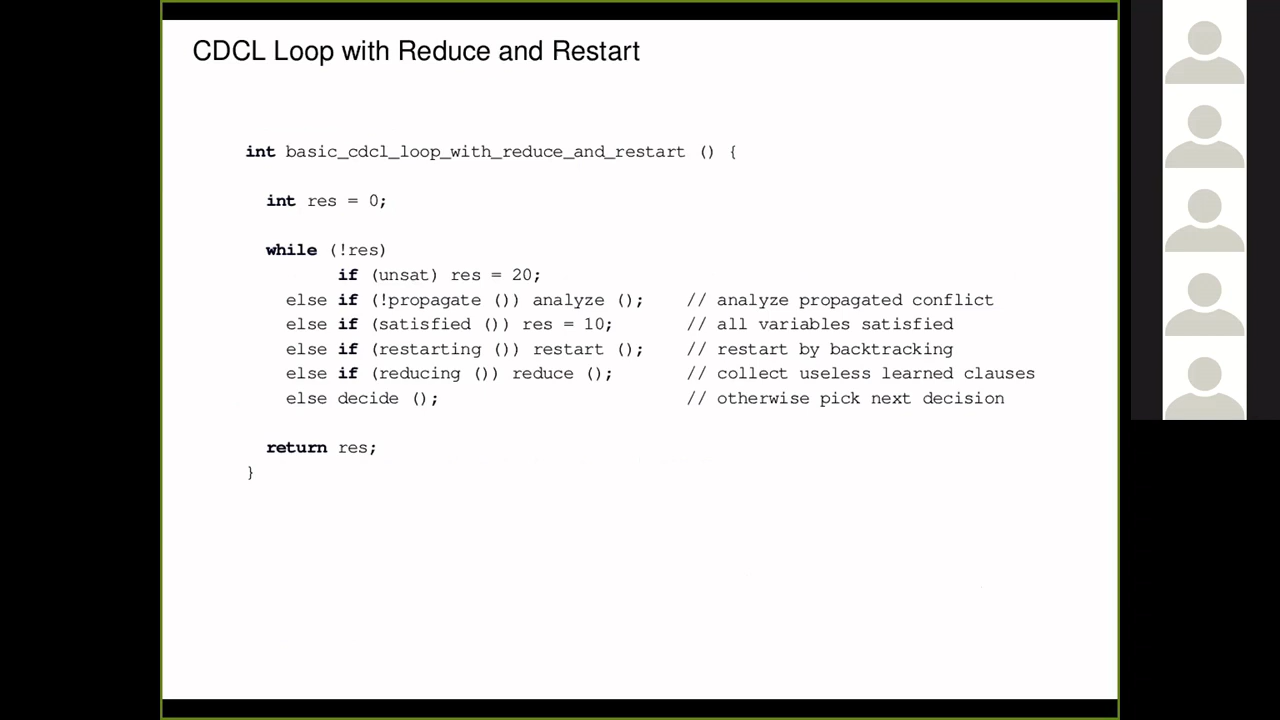 CDCL Loop with Reduce and Restart
int basic_cdcl_loop_with_reduce_and_restart () {
int res = 0;
while (!res)
if (unsat) res = 20;
else if (!propagate ()) analyze (); // analyze propagated conflict
else if (satisfied ()) res = 10; // all variables satisfied
else if (restarting ()) restart (); // restart by backtracking
else if (reducing ()) reduce (); // collect useless learned clauses
else decide (); // otherwise pick next decision
return res;
}